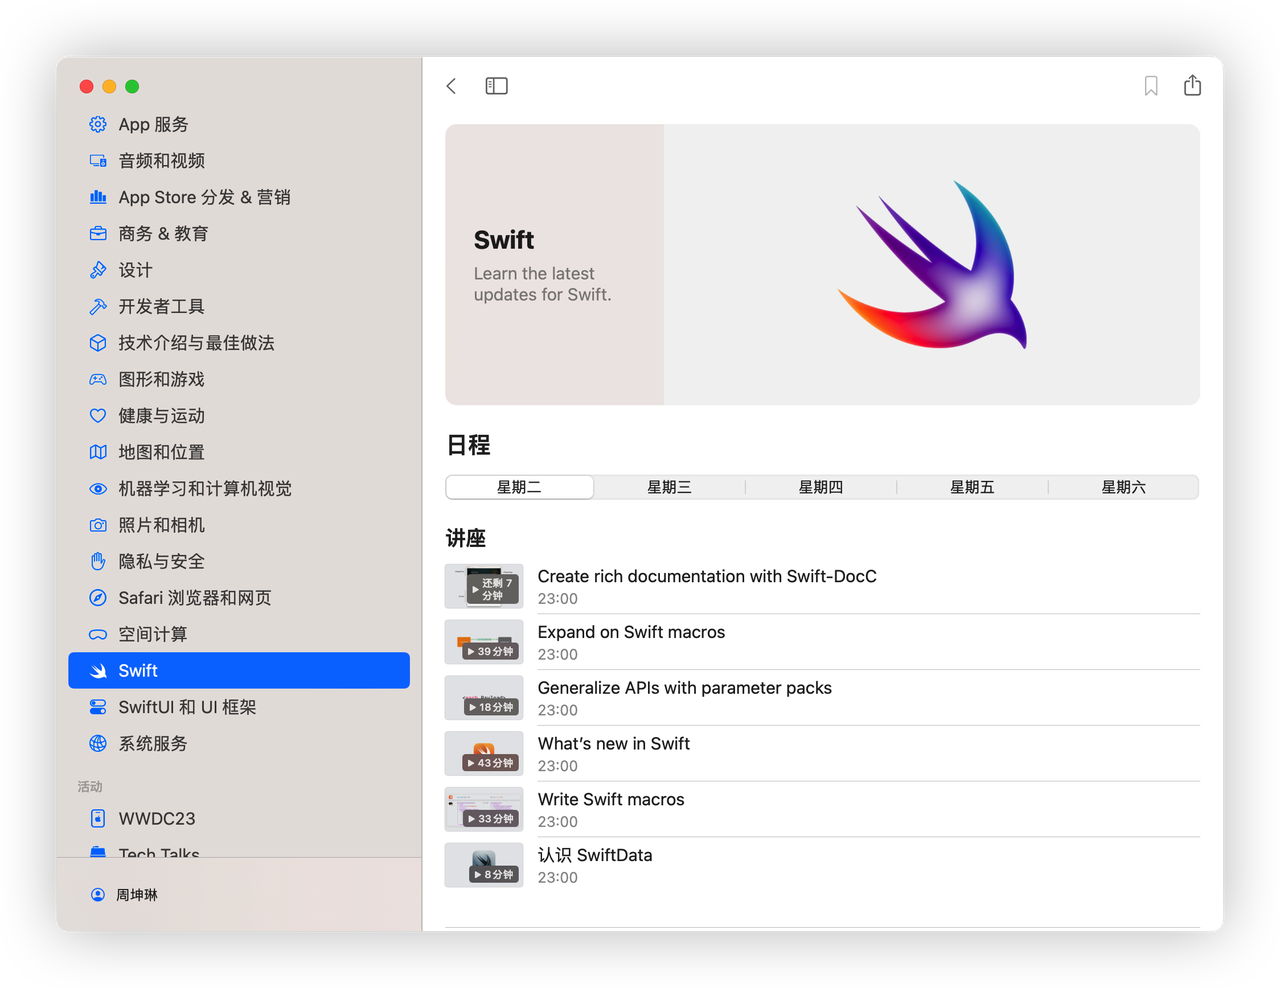 App 服务
音频和视频
App Store 分发 & 营销
商务 & 教育
设计
开发者工具
技术介绍与最佳做法
图形和游戏
健康与运动
地图和位置
机器学习和计算机视觉
照片和相机
隐私与安全
Safari 浏览器和网页
空间计算
Swift
SwiftUI 和 UI 框架
系统服务
活动
WWDC23
Tech Talks
周坤琳
Swift
Learn the latest
updates for Swift.
日程
星期二
星期三
星期四
星期五
星期六
讲座
还剩 7
分钟
Create rich documentation with Swift-DocC
23:00
39分钟
Expand on Swift macros
23:00
18分钟
Generalize APIs with parameter packs
23:00
43分钟
What’s new in Swift
23:00
33分钟
Write Swift macros
23:00
8分钟
认识 SwiftData
23:00